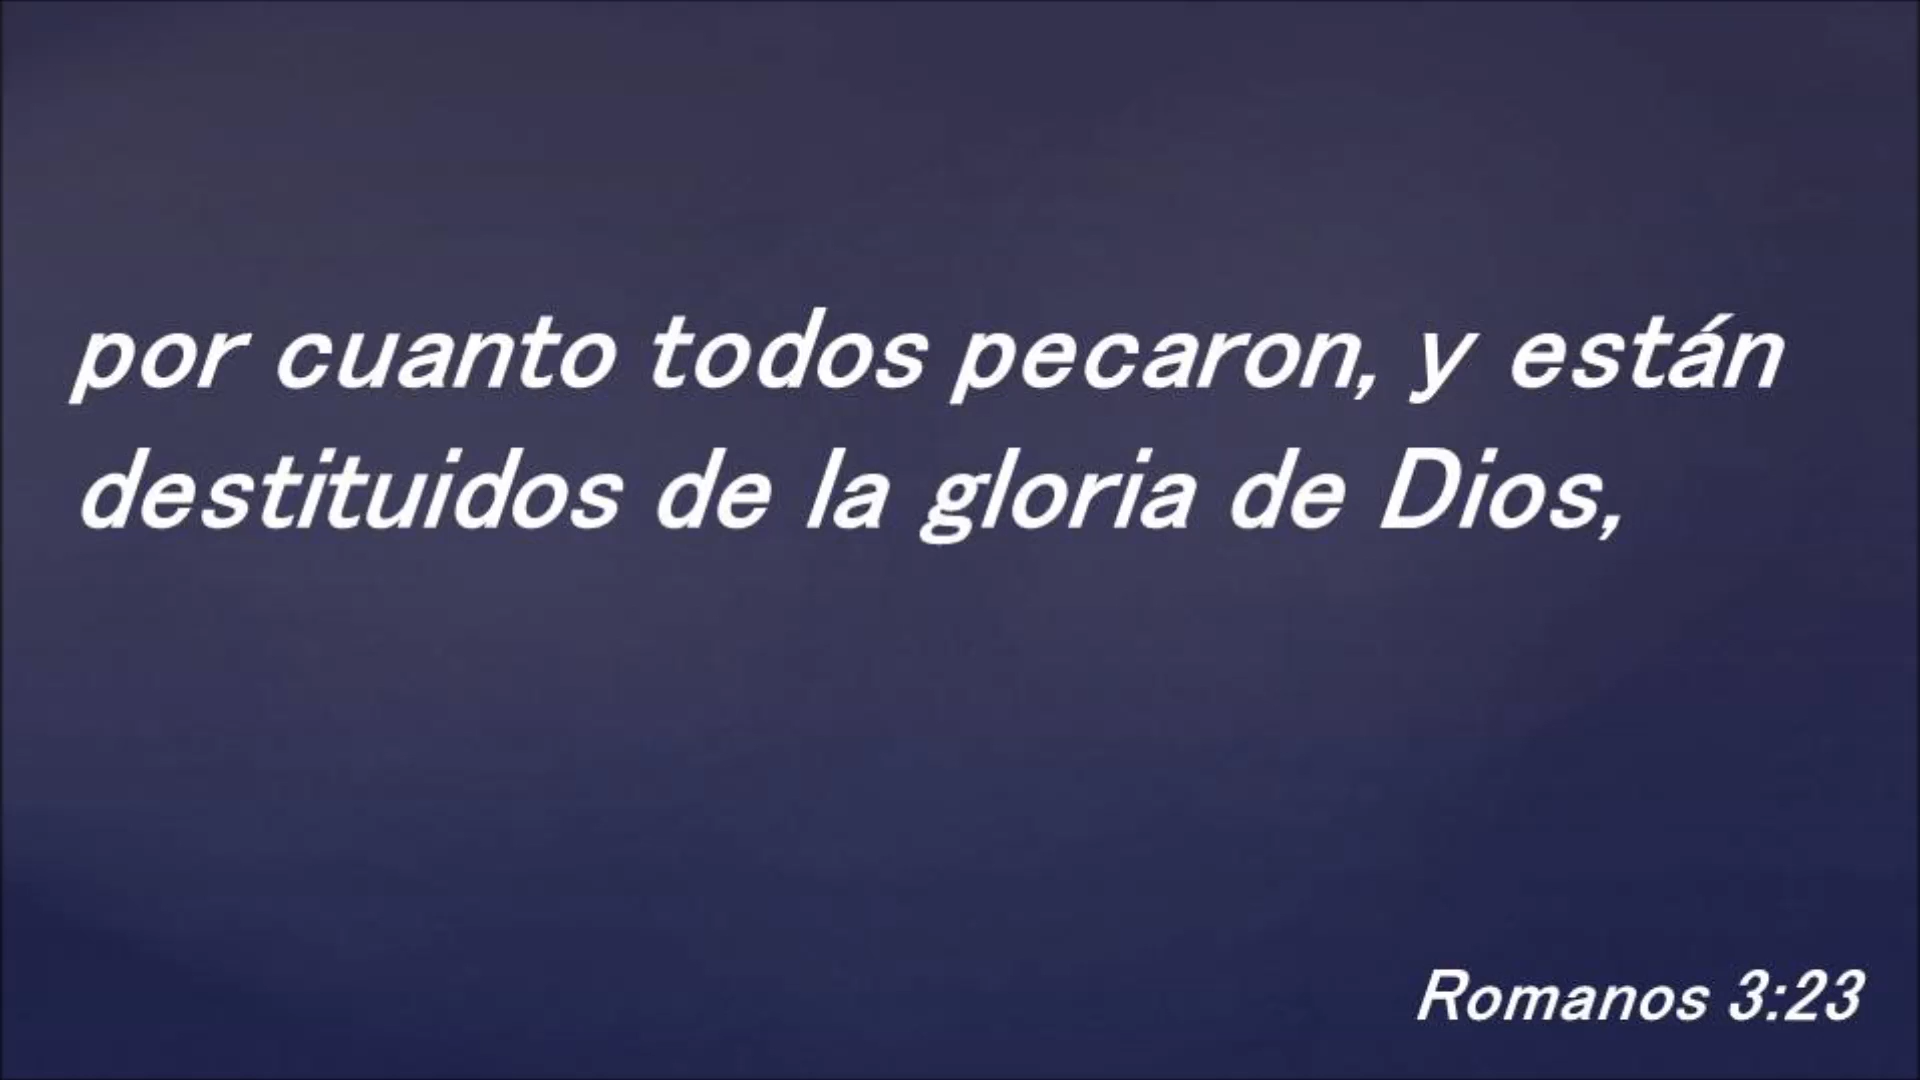 por cuanto todos pecaron, y están
destituidos de la gloria de Dios,
Romanos 3:23